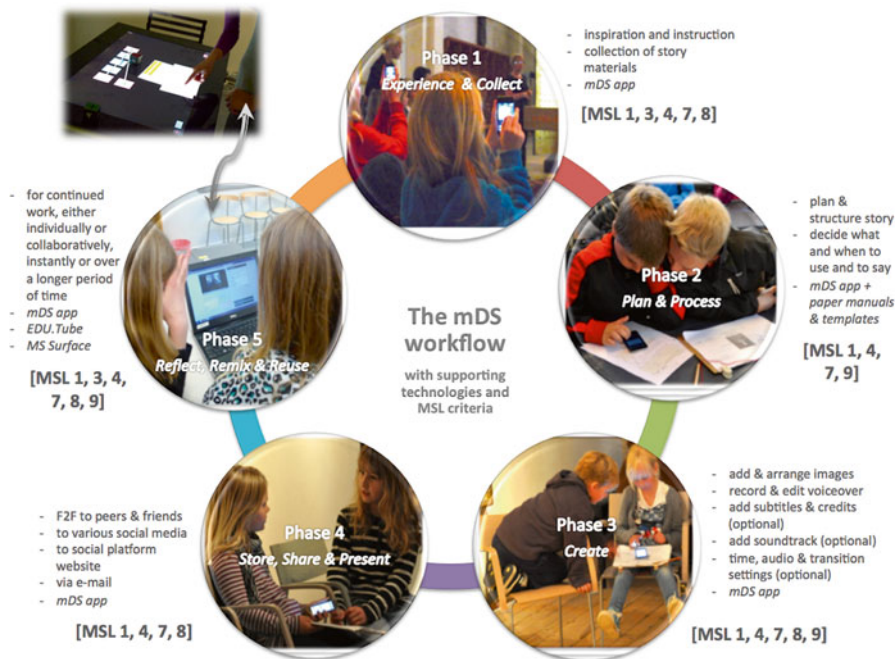 Phase 1
Experience & Collect
- inspiration and instruction
- collection of story
materials
- mDS app
[MSL 1, 3, 4, 7, 8]
Phase 2
Plan & Process
- plan &
structure story
- decide what
and when to
use and to say
- mDS app +
paper manuals
& templates
[MSL 1, 4,
7, 9]
The mDS
workflow
with supporting
technologies and
MSL criteria
Phase 3
Create
- add & arrange images
- record & edit voiceover
- add subtitles & credits
(optional)
- add soundtrack (optional)
- time, audio & transition
settings (optional)
- mDS app
[MSL 1, 4, 7, 8, 9]
Phase 4
Store, Share & Present
- F2F to peers & friends
- to various social media
- to social platform
website
- via e-mail
- mDS app
[MSL 1, 4, 7, 8]
Phase 5
Reflect, Remix & Reuse
- for continued
work, either
individually or
collaboratively,
instantly or over
a longer period
of time
- mDS app
- EDU.Tube
- MS Surface
[MSL 1, 3, 4,
7, 8, 9]